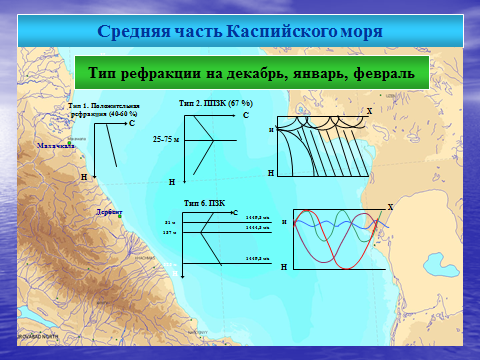 Средняя часть Каспийского моря
Тип рефракции на декабрь, январь, февраль
Тип 1. Положительная
рефракция (40-60 %)
C
Махачкала
H
Тип 2. ППЗК (67 %)
C
25-75 м
H
X
и
H
Дербент
Тип 6. ПЗК
C
H
X
и
H